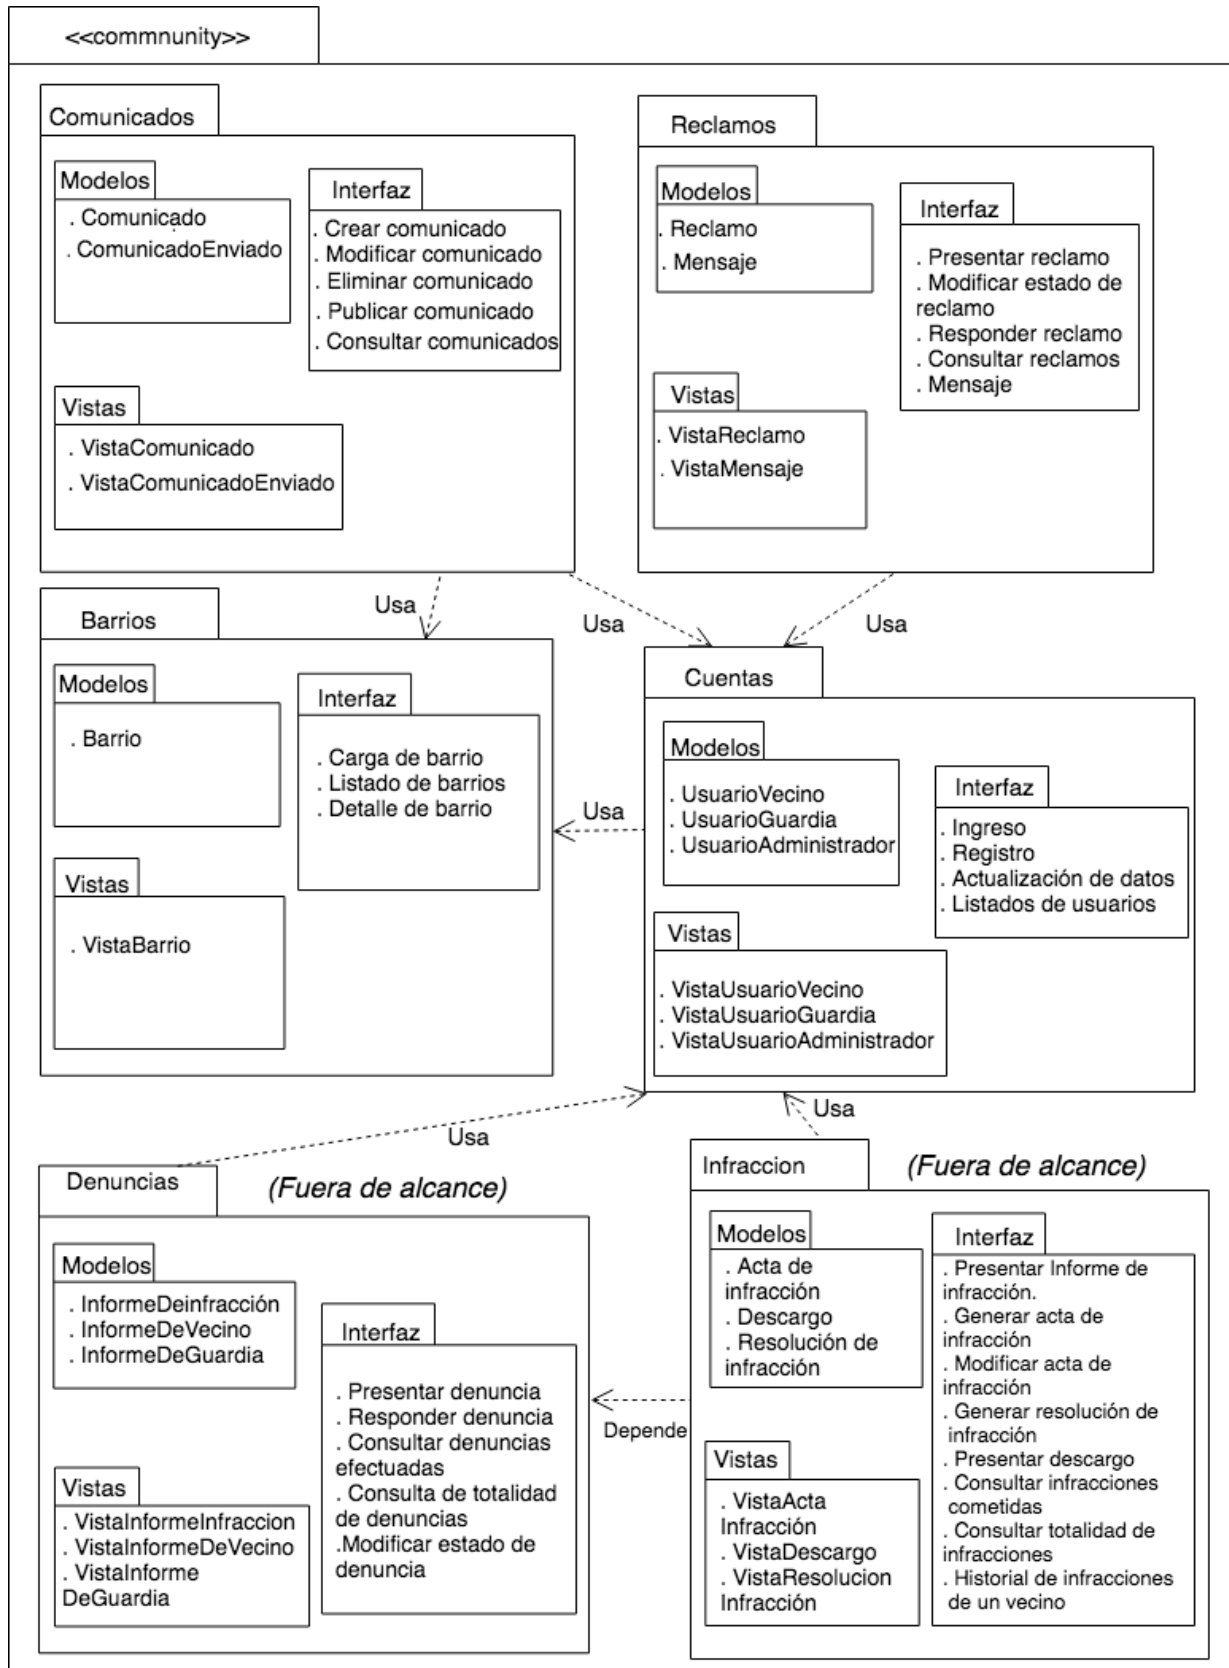 <<commnunity>>
Comunicados
Modelos
. Comunicado
. ComunicadoEnviado
Interfaz
. Crear comunicado
. Modificar comunicado
. Eliminar comunicado
. Publicar comunicado
. Consultar comunicados
Vistas
. VistaComunicado
. VistaComunicadoEnviado
Reclamos
Modelos
. Reclamo
. Mensaje
Interfaz
. Presentar reclamo
. Modificar estado de
reclamo
. Responder reclamo
. Consultar reclamos
. Mensaje
Vistas
. VistaReclamo
. VistaMensaje
Usa
Usa
Usa
Barrios
Modelos
. Barrio
Interfaz
. Carga de barrio
. Listado de barrios
. Detalle de barrio
Vistas
. VistaBarrio
Usa
Cuentas
Modelos
. UsuarioVecino
. UsuarioGuardia
. UsuarioAdministrador
Interfaz
. Ingreso
. Registro
. Actualización de datos
. Listados de usuarios
Vistas
. VistaUsuarioVecino
. VistaUsuarioGuardia
. VistaUsuarioAdministrador
Usa
Usa
Denuncias
(Fuera de alcance)
Modelos
. InformeDeinfracción
. InformeDeVecino
. InformeDeGuardia
Interfaz
. Presentar denuncia
. Responder denuncia
. Consultar denuncias
efectuadas
. Consulta de totalidad
de denuncias
.Modificar estado de
denuncia
Vistas
. VistaInformeInfraccion
. VistaInformeDeVecino
. VistaInforme
DeGuardia
Depende
Infraccion
(Fuera de alcance)
Modelos
. Acta de
infracción
. Descargo
. Resolución de
infracción
Interfaz
. Presentar Informe de
infracción.
. Generar acta de
infracción
. Modificar acta de
infracción
. Generar resolución de
infracción
. Presentar descargo
. Consultar infracciones
cometidas
. Consultar totalidad de
infracciones
. Historial de infracciones
de un vecino
Vistas
. VistaActa
Infracción
. VistaDescargo
. VistaResolucion
Infracción